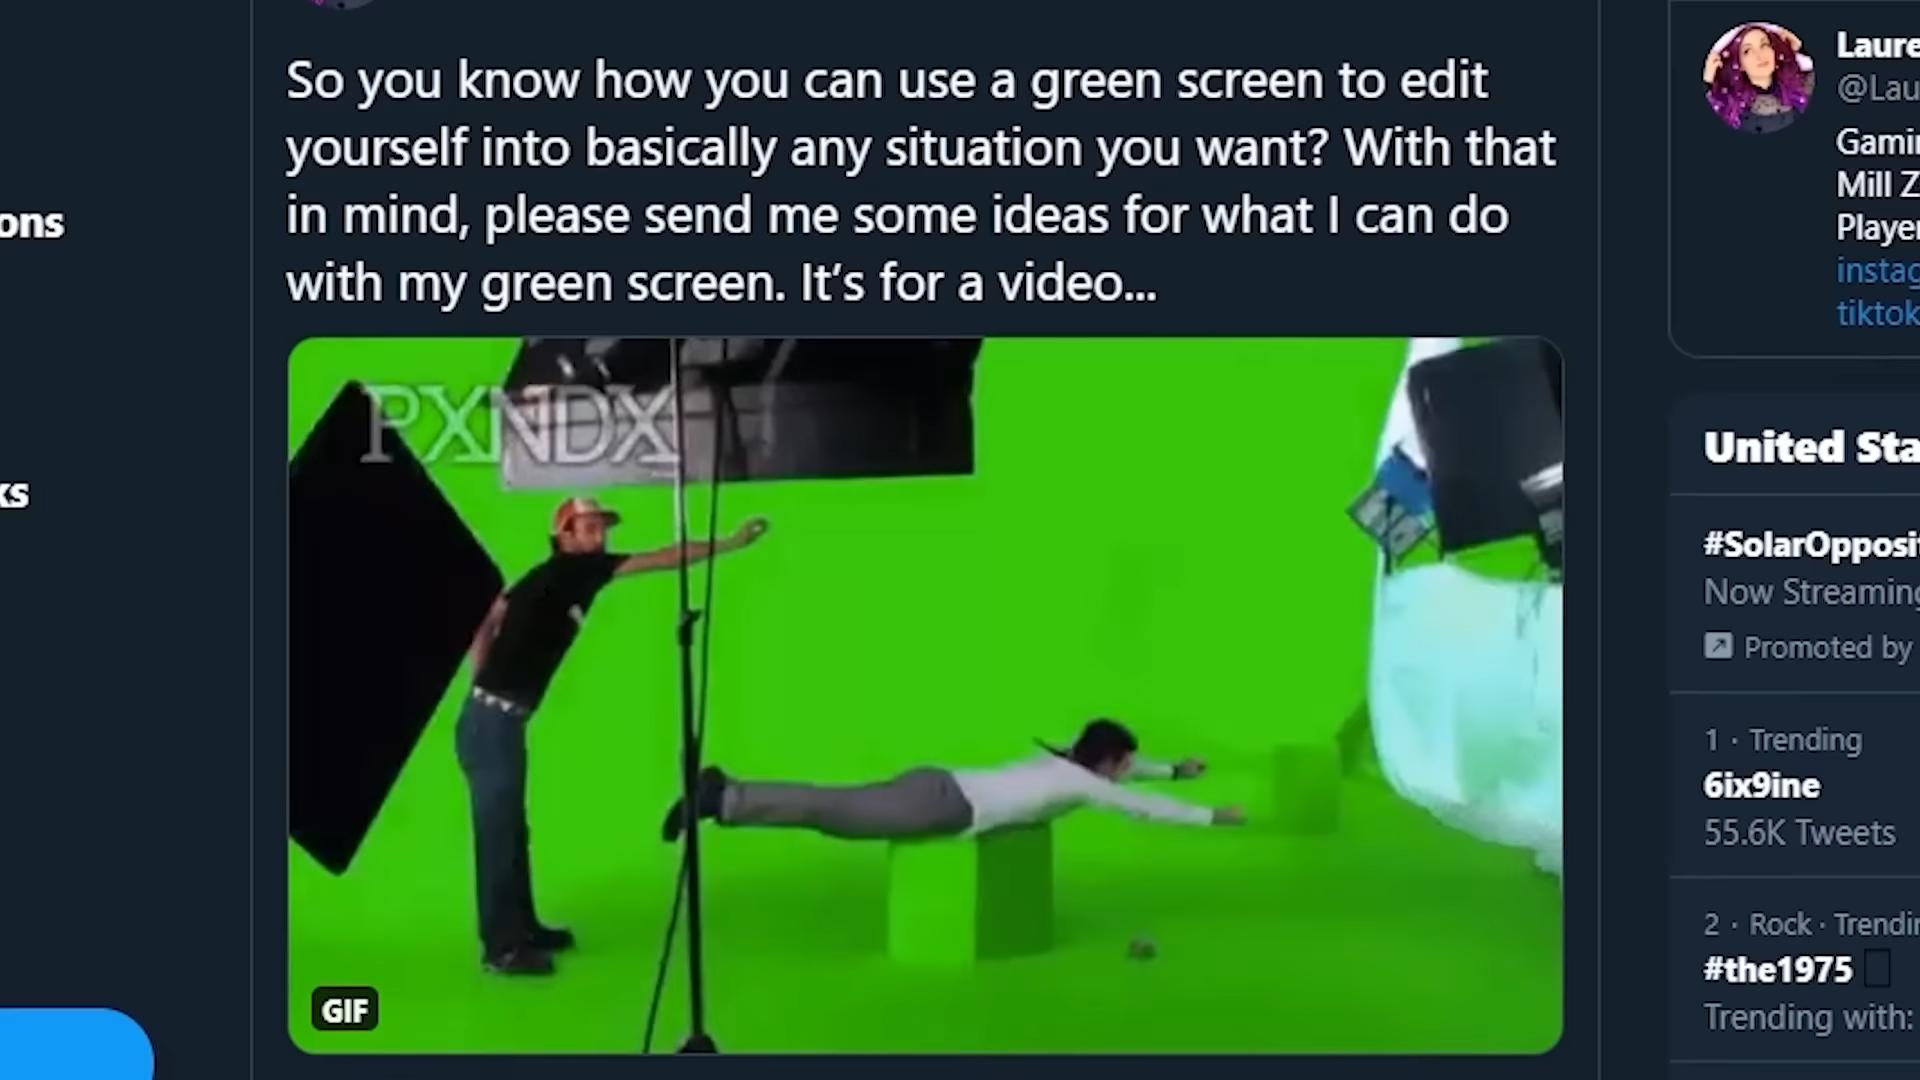 So you know how you can use a green screen to edit
yourself into basically any situation you want? With that
in mind, please send me some ideas for what I can do
with my green screen. It's for a video...
PXNDX
GIF
Laure
@Lau
Gamin
Mill Z
Player
instag
tiktok
United Sta
#SolarOpposit
Now Streaming
Promoted by
1 · Trending
6ix9ine
55.6K Tweets
2 · Rock · Trendin
#the1975
Trending with:
ons
ks